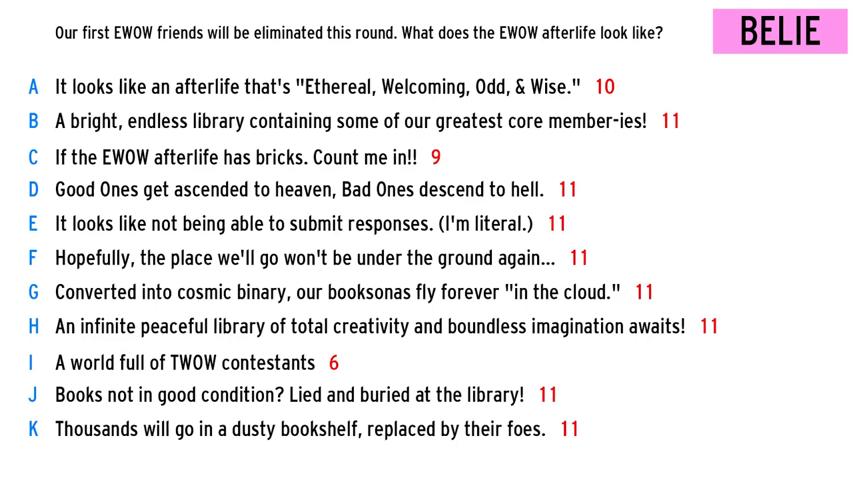 Our first EWOW friends will be eliminated this round. What does the EWOW afterlife look like?
BELIE
A It looks like an afterlife that's "Ethereal, Welcoming, Odd, & Wise." 10
B A bright, endless library containing some of our greatest core member-ies! 11
C If the EWOW afterlife has bricks. Count me in!! 9
D Good Ones get ascended to heaven, Bad Ones descend to hell. 11
E It looks like not being able to submit responses. (I'm literal.) 11
F Hopefully, the place we'll go won't be under the ground again... 11
G Converted into cosmic binary, our booksonas fly forever "in the cloud." 11
H An infinite peaceful library of total creativity and boundless imagination awaits! 11
I A world full of TWOW contestants 6
J Books not in good condition? Lied and buried at the library! 11
K Thousands will go in a dusty bookshelf, replaced by their foes. 11